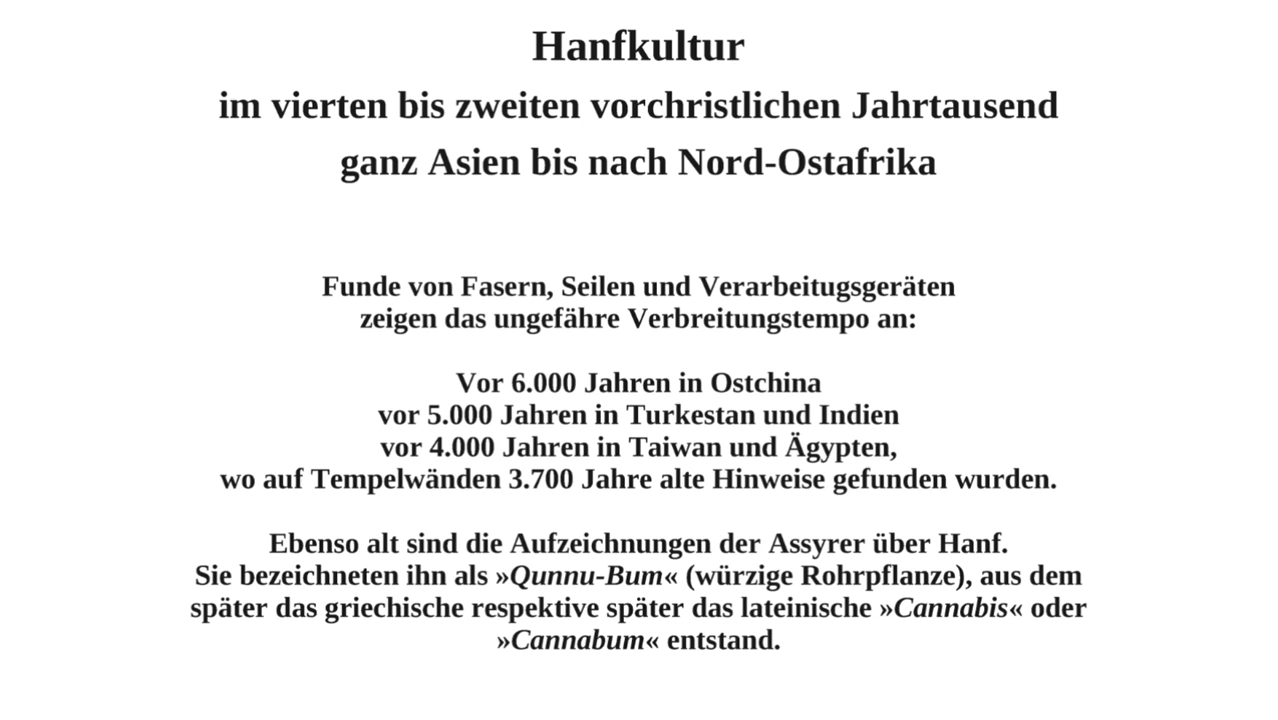 Hanfkultur
im vierten bis zweiten vorchristlichen Jahrtausend
ganz Asien bis nach Nord-Ostafrika
Funde von Fasern, Seilen und Verarbeitugsgeräten
zeigen das ungefähre Verbreitungstempo an:
Vor 6.000 Jahren in Ostchina
vor 5.000 Jahren in Turkestan und Indien
vor 4.000 Jahren in Taiwan und Ägypten,
wo auf Tempelwänden 3.700 Jahre alte Hinweise gefunden wurden.
Ebenso alt sind die Aufzeichnungen der Assyrer über Hanf.
Sie bezeichneten ihn als »Qunnu-Bum« (würzige Rohrpflanze), aus dem
später das griechische respektive später das lateinische »Cannabis« oder
»Cannabum« entstand.